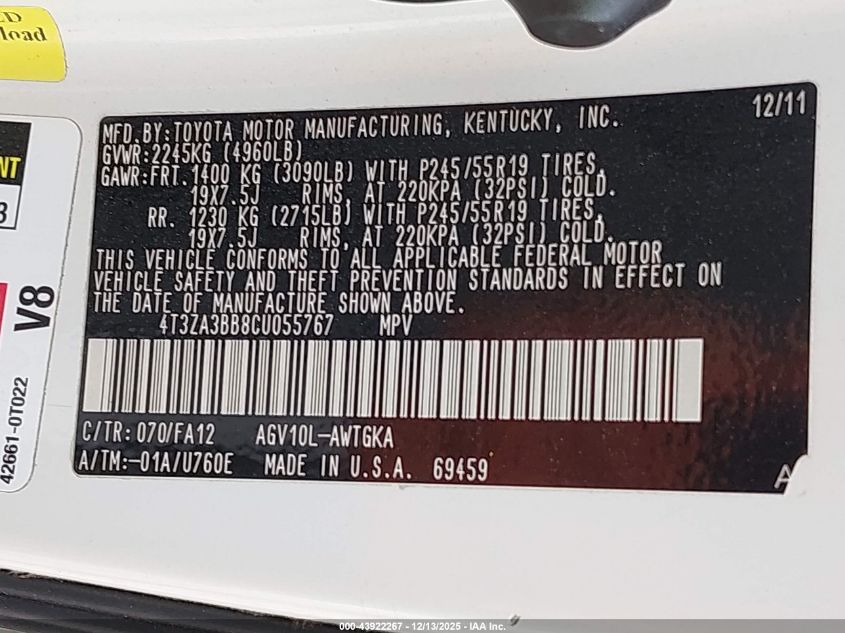 ED
load
NT
3
V8
42661-0T022
12/11
MFD.BY:TOYOTA MOTOR MANUFACTURING, KENTUCKY, INC.
GVWR:2245KG (4960LB)
GAWR:FRT.1400 KG (3090LB) WITH P245/55R19 TIRES,
19X7.5J RIMS, AT 220KPA (32PSI) COLD.
RR. 1230 KG (2715LB) WITH P245/55R19 TIRES,
19X7.5J RIMS, AT 220KPA (32PSI) COLD.
THIS VEHICLE CONFORMS TO ALL APPLICABLE FEDERAL MOTOR
VEHICLE SAFETY AND THEFT PREVENTION STANDARDS IN EFFECT ON
THE DATE OF MANUFACTURE SHOWN ABOVE.
4T3ZA3BB8CU055767 MPV
C/TR: 070/FA12 AGV10L-AWTGKA
A/TM:-01A/U760E MADE IN U.S.A. 69459
A
000-43922267 - 12/13/2025 - IAA Inc.